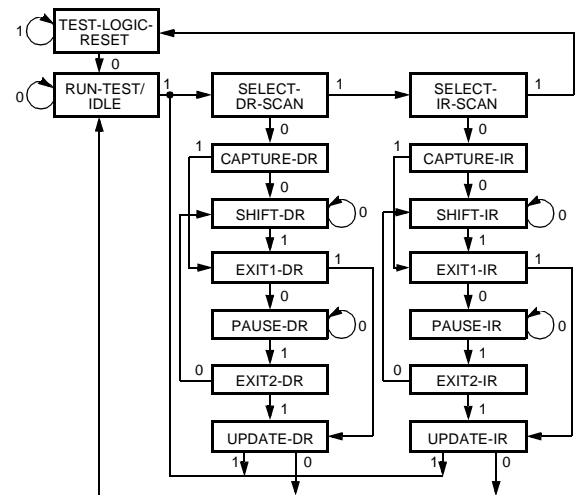 1
TEST-LOGIC-
RESET
0
0
RUN-TEST/
IDLE
1
SELECT-
DR-SCAN
1
SELECT-
IR-SCAN
1
0
0
1
CAPTURE-DR
1
CAPTURE-IR
0
0
SHIFT-DR
0
SHIFT-IR
0
1
1
EXIT1-DR
1
EXIT1-IR
1
0
0
PAUSE-DR
0
PAUSE-IR
0
1
1
0
EXIT2-DR
0
EXIT2-IR
1
1
UPDATE-DR
UPDATE-IR
1
0
1
0